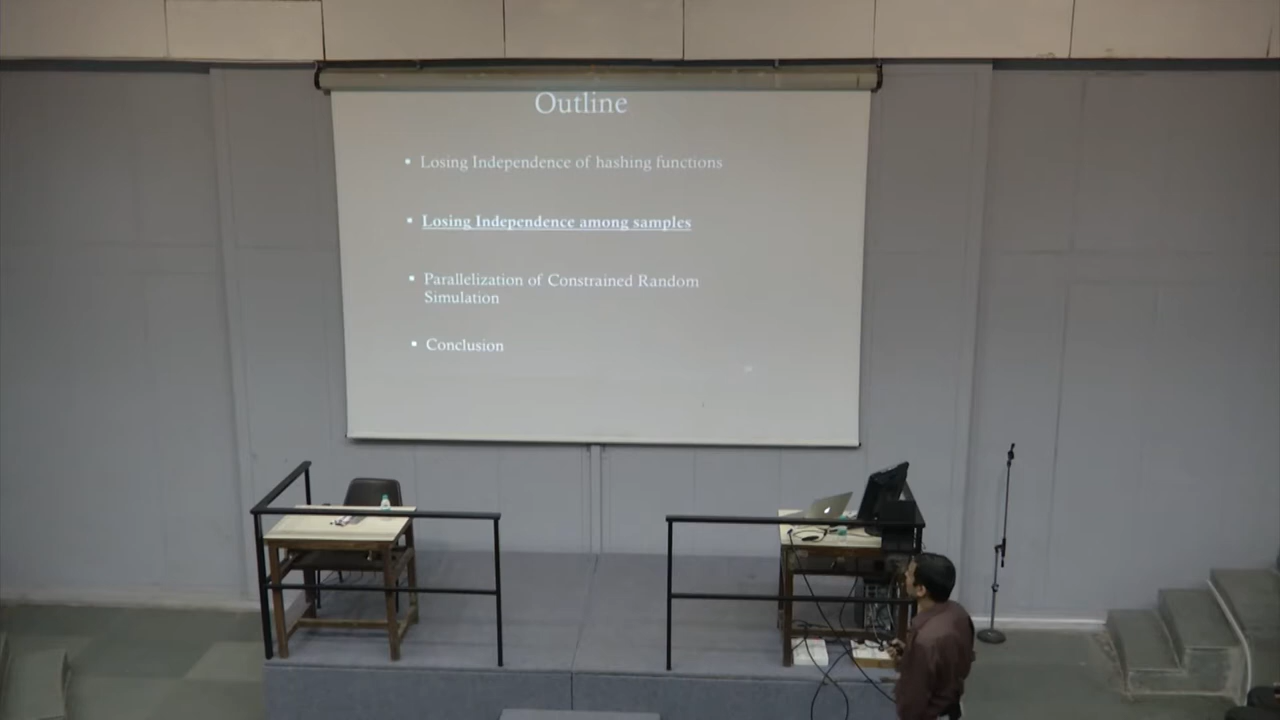 Outline
• Losing Independence of hashing functions
• Losing Independence among samples
• Parallelization of Constrained Random
Simulation
• Conclusion